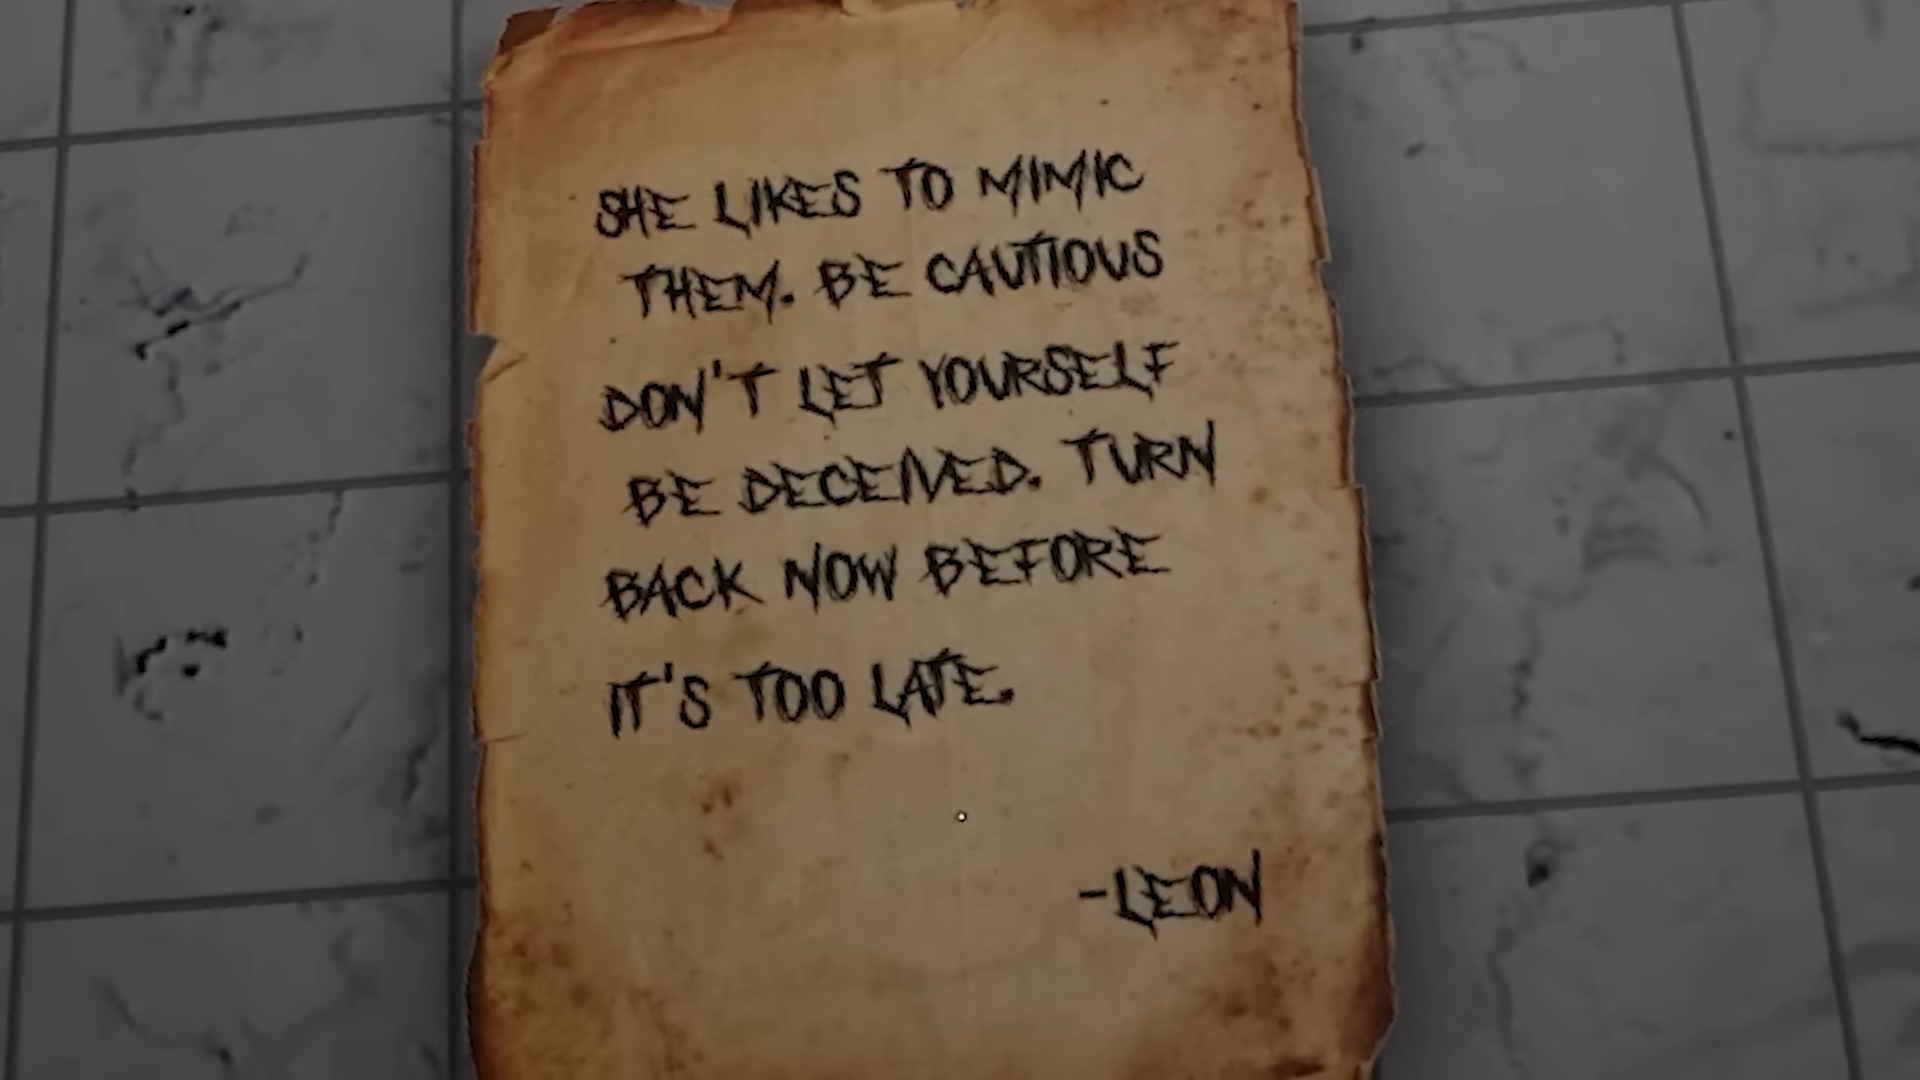 SHE LIKES TO MIMIC
THEM. BE CAUTIOUS
DON'T LET YOURSELF
BE DECEIVED. TURN
BACK NOW BEFORE
IT'S TOO LATE.
-LEON